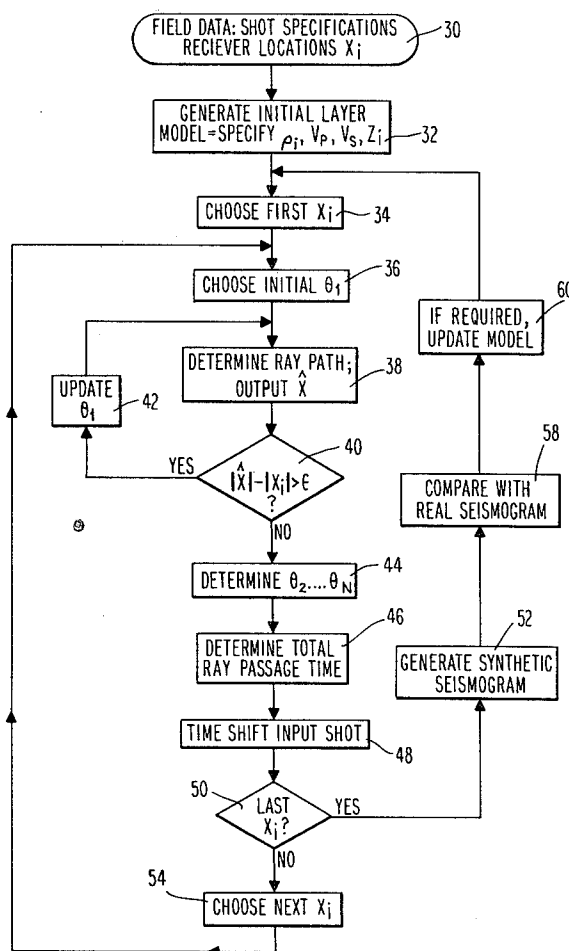 FIELD DATA: SHOT SPECIFICATIONS
RECIEVER LOCATIONS Xi
30
GENERATE INITIAL LAYER
MODEL=SPECIFY ρi, VP, VS, Zi
32
CHOOSE FIRST Xi
34
CHOOSE INITIAL θ1
36
DETERMINE RAY PATH;
OUTPUT X̂
38
UPDATE
θ1
42
40
|X̂|-|Xi|>ϵ
?
YES
NO
DETERMINE θ2....θN
44
DETERMINE TOTAL
RAY PASSAGE TIME
46
TIME SHIFT INPUT SHOT
48
50
LAST
Xi?
YES
NO
54
CHOOSE NEXT Xi
GENERATE SYNTHETIC
SEISMOGRAM
52
COMPARE WITH
REAL SEISMOGRAM
58
IF REQUIRED,
UPDATE MODEL
60